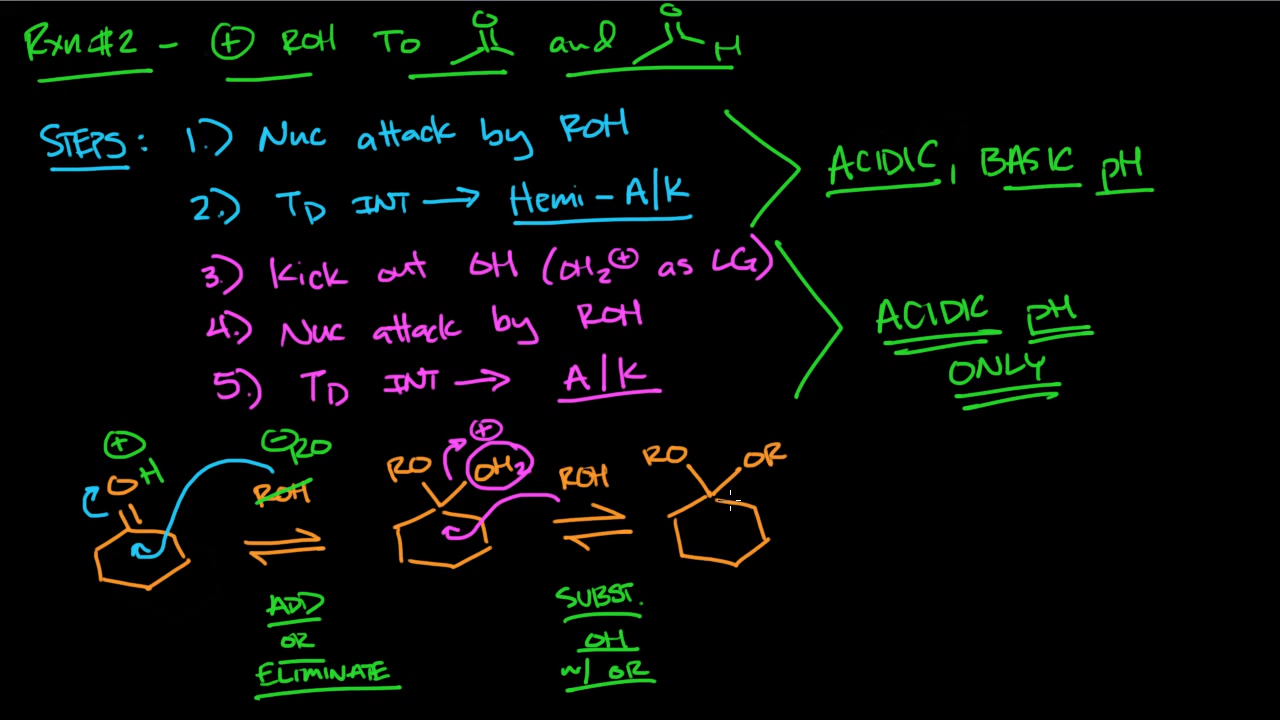 Rxn #2 - ⊕ ROH To O and O H
STEPS: 1.) Nuc attack by ROH
2.) TD INT → Hemi-A/K
ACIDIC, BASIC pH
3.) Kick out OH (OH2⊕ as LG)
4.) Nuc attack by ROH
5.) TD INT → A/K
ACIDIC pH
ONLY
⊕ OH
⊖RO
ROH
RO ⊕ OH2
ROH
RO OR
ADD
OR
ELIMINATE
SUBST.
OH
w/ OR